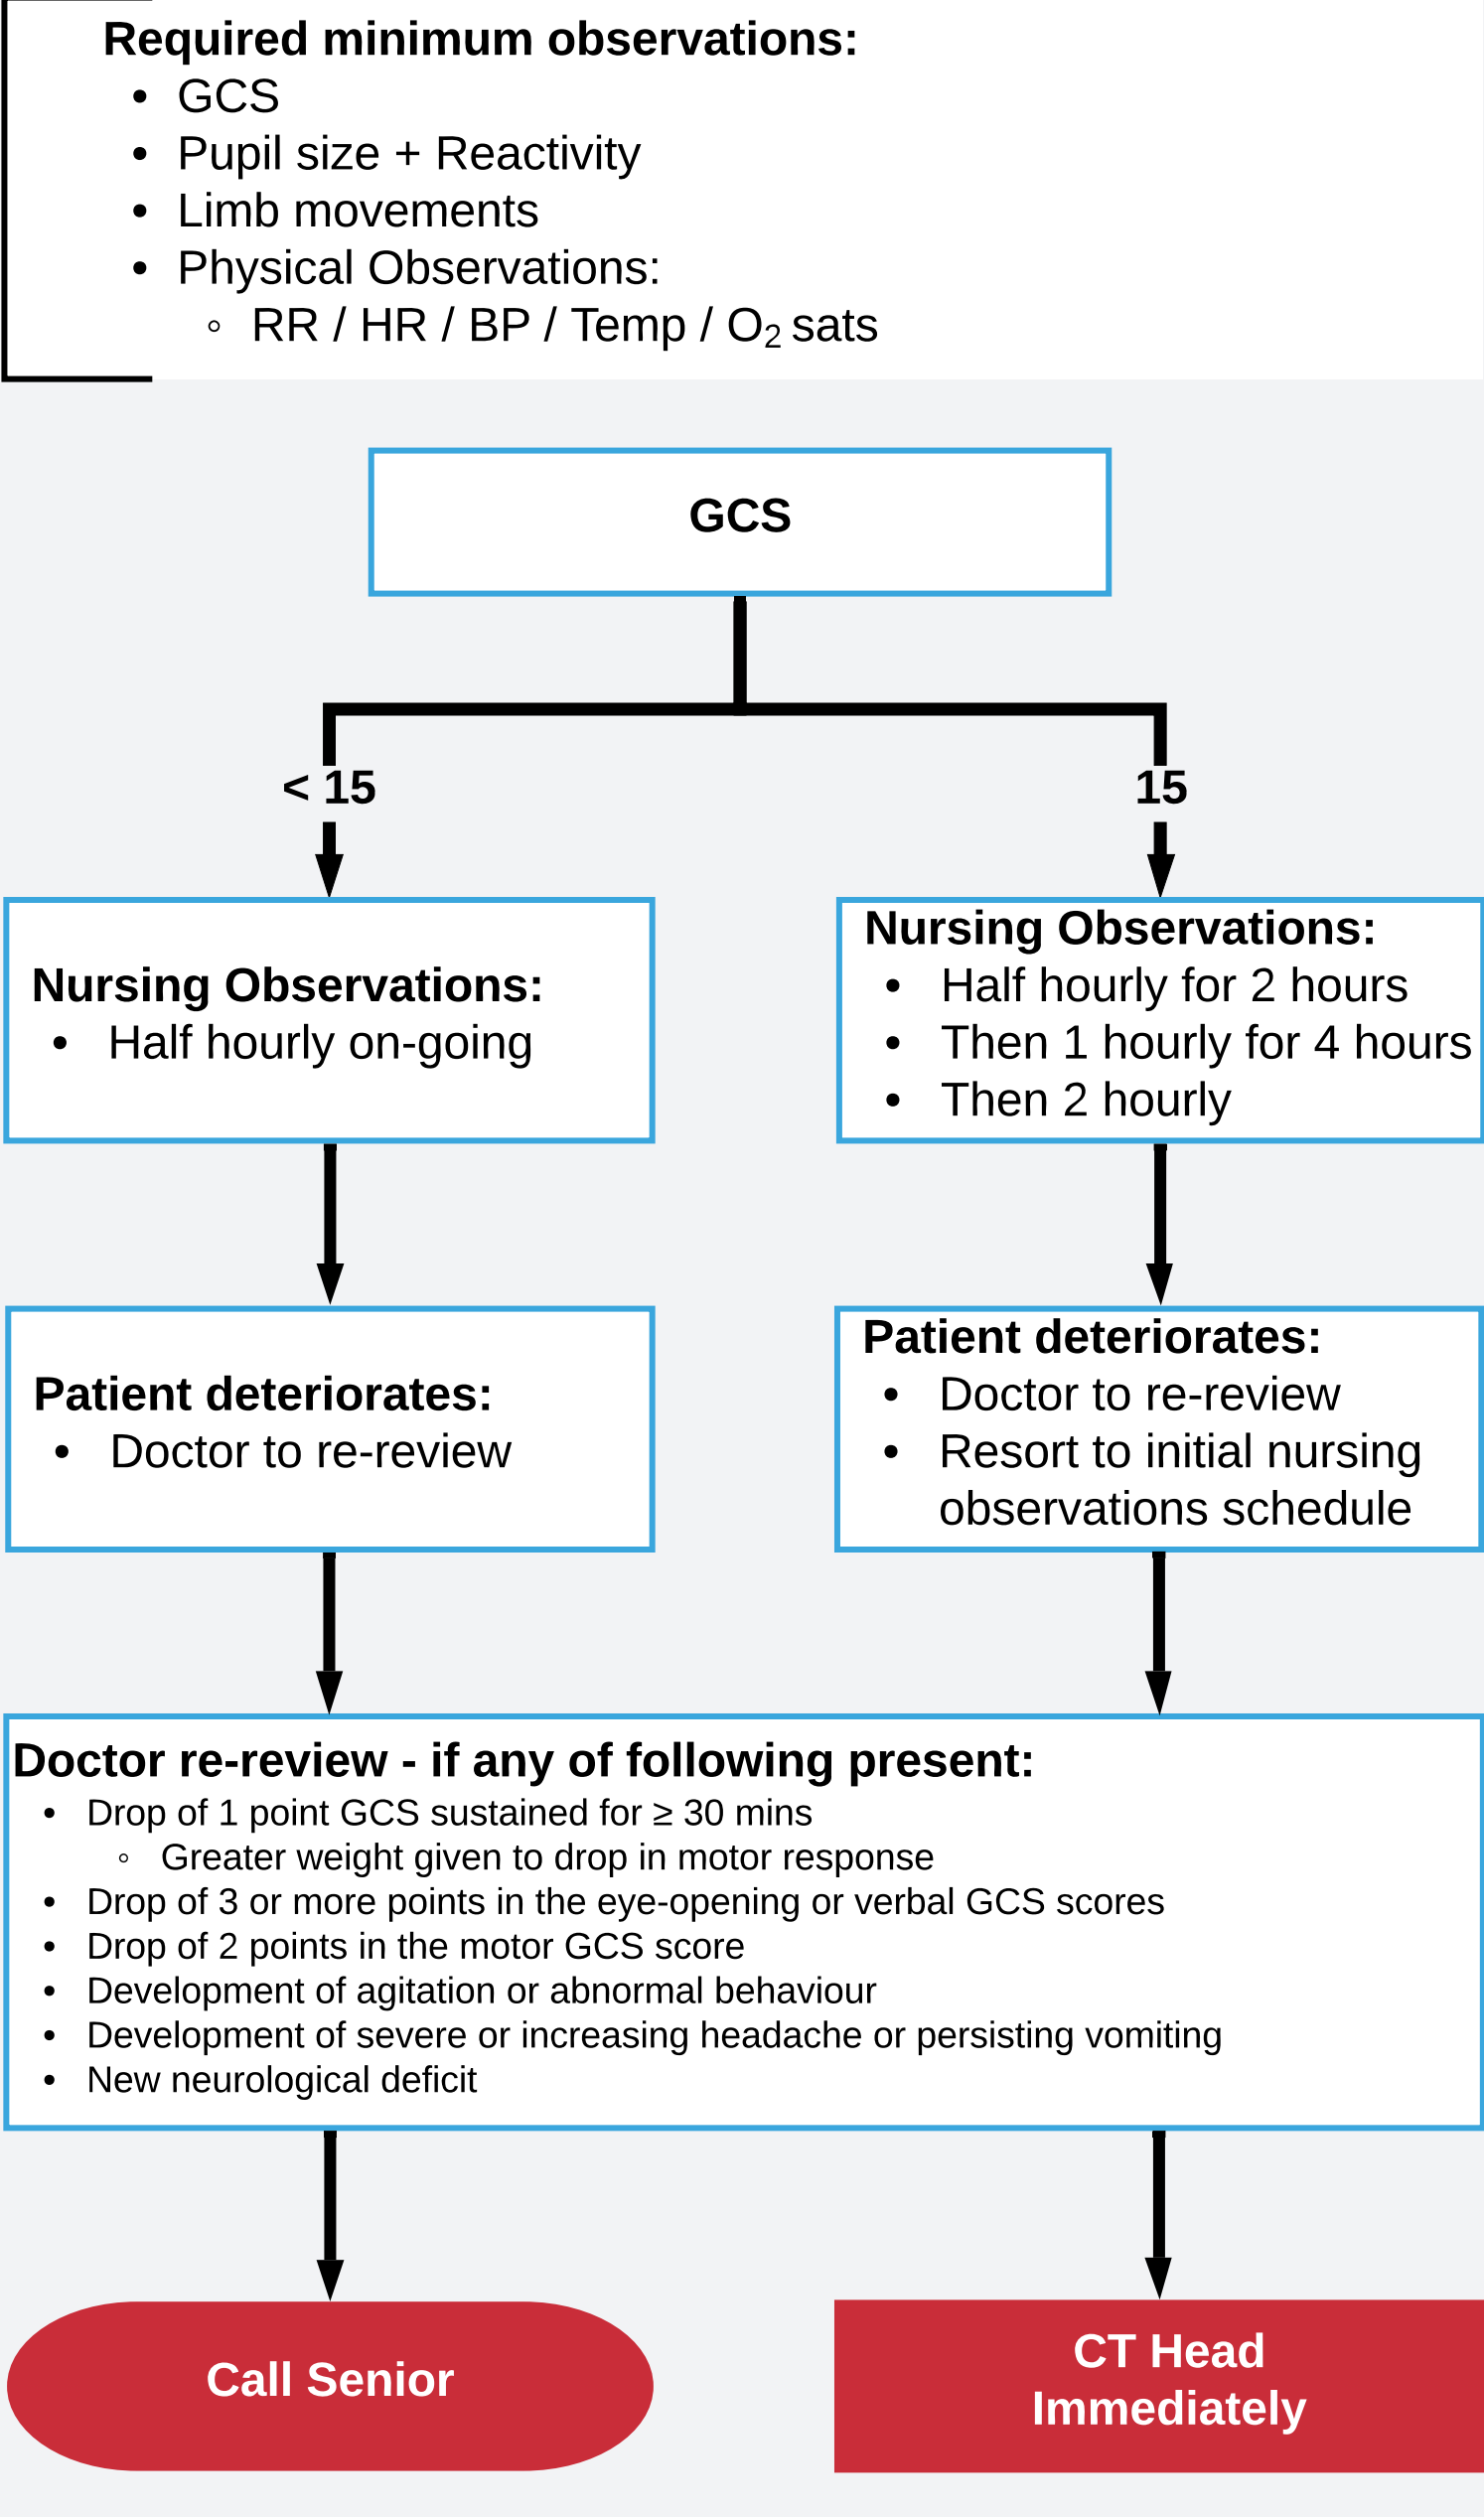 Required minimum observations:
• GCS
• Pupil size + Reactivity
• Limb movements
• Physical Observations:
◦ RR / HR / BP / Temp / O₂ sats
GCS
< 15
15
Nursing Observations:
• Half hourly on-going
Nursing Observations:
• Half hourly for 2 hours
• Then 1 hourly for 4 hours
• Then 2 hourly
Patient deteriorates:
• Doctor to re-review
Patient deteriorates:
• Doctor to re-review
• Resort to initial nursing
observations schedule
Doctor re-review - if any of following present:
• Drop of 1 point GCS sustained for ≥ 30 mins
◦ Greater weight given to drop in motor response
• Drop of 3 or more points in the eye-opening or verbal GCS scores
• Drop of 2 points in the motor GCS score
• Development of agitation or abnormal behaviour
• Development of severe or increasing headache or persisting vomiting
• New neurological deficit
Call Senior
CT Head
Immediately